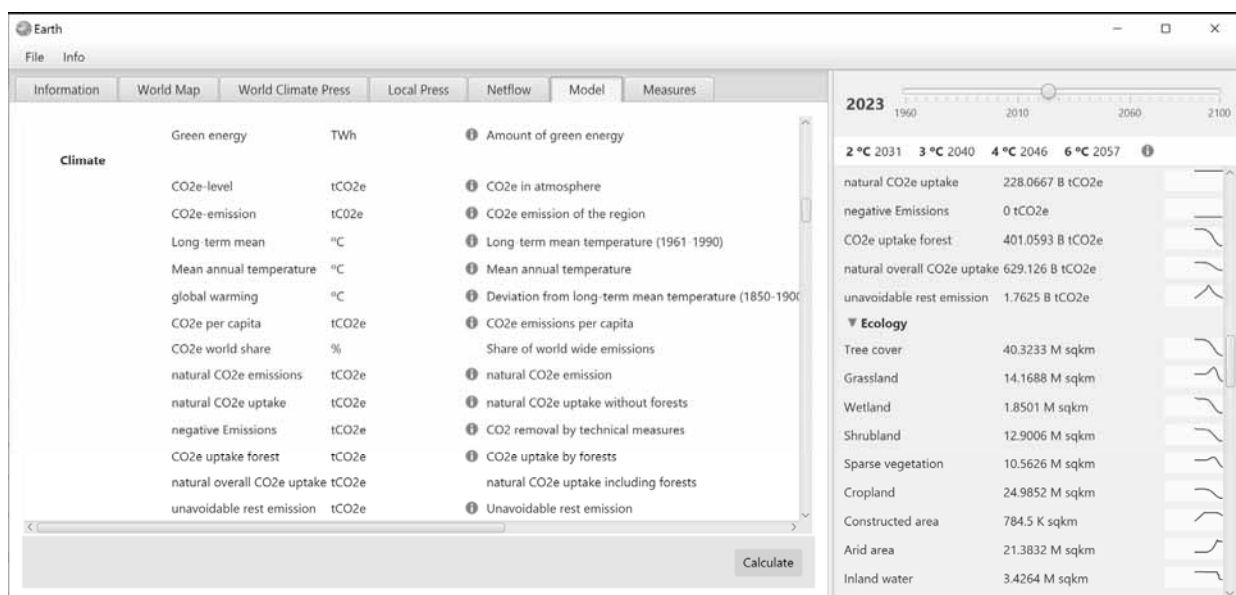 Earth
File Info
Information World Map World Climate Press Local Press Netflow Model Measures
Green energy TWh Amount of green energy
Climate
CO2e-level tCO2e CO2e in atmosphere
CO2e-emission tC02e CO2e emission of the region
Long-term mean °C Long-term mean temperature (1961-1990)
Mean annual temperature °C Mean annual temperature
global warming °C Deviation from long-term mean temperature (1850-1900
CO2e per capita tCO2e CO2e emissions per capita
CO2e world share % Share of world wide emissions
natural CO2e emissions tCO2e natural CO2e emission
natural CO2e uptake tCO2e natural CO2e uptake without forests
negative Emissions tCO2e CO2 removal by technical measures
CO2e uptake forest tCO2e CO2e uptake by forests
natural overall CO2e uptake tCO2e natural CO2e uptake including forests
unavoidable rest emission tCO2e Unavoidable rest emission
Calculate
2023
1960 2010 2060 2100
2 °C 2031 3 °C 2040 4 °C 2046 6 °C 2057
natural CO2e uptake 228.0667 B tCO2e
negative Emissions 0 tCO2e
CO2e uptake forest 401.0593 B tCO2e
natural overall CO2e uptake 629.126 B tCO2e
unavoidable rest emission 1.7625 B tCO2e
Ecology
Tree cover 40.3233 M sqkm
Grassland 14.1688 M sqkm
Wetland 1.8501 M sqkm
Shrubland 12.9006 M sqkm
Sparse vegetation 10.5626 M sqkm
Cropland 24.9852 M sqkm
Constructed area 784.5 K sqkm
Arid area 21.3832 M sqkm
Inland water 3.4264 M sqkm